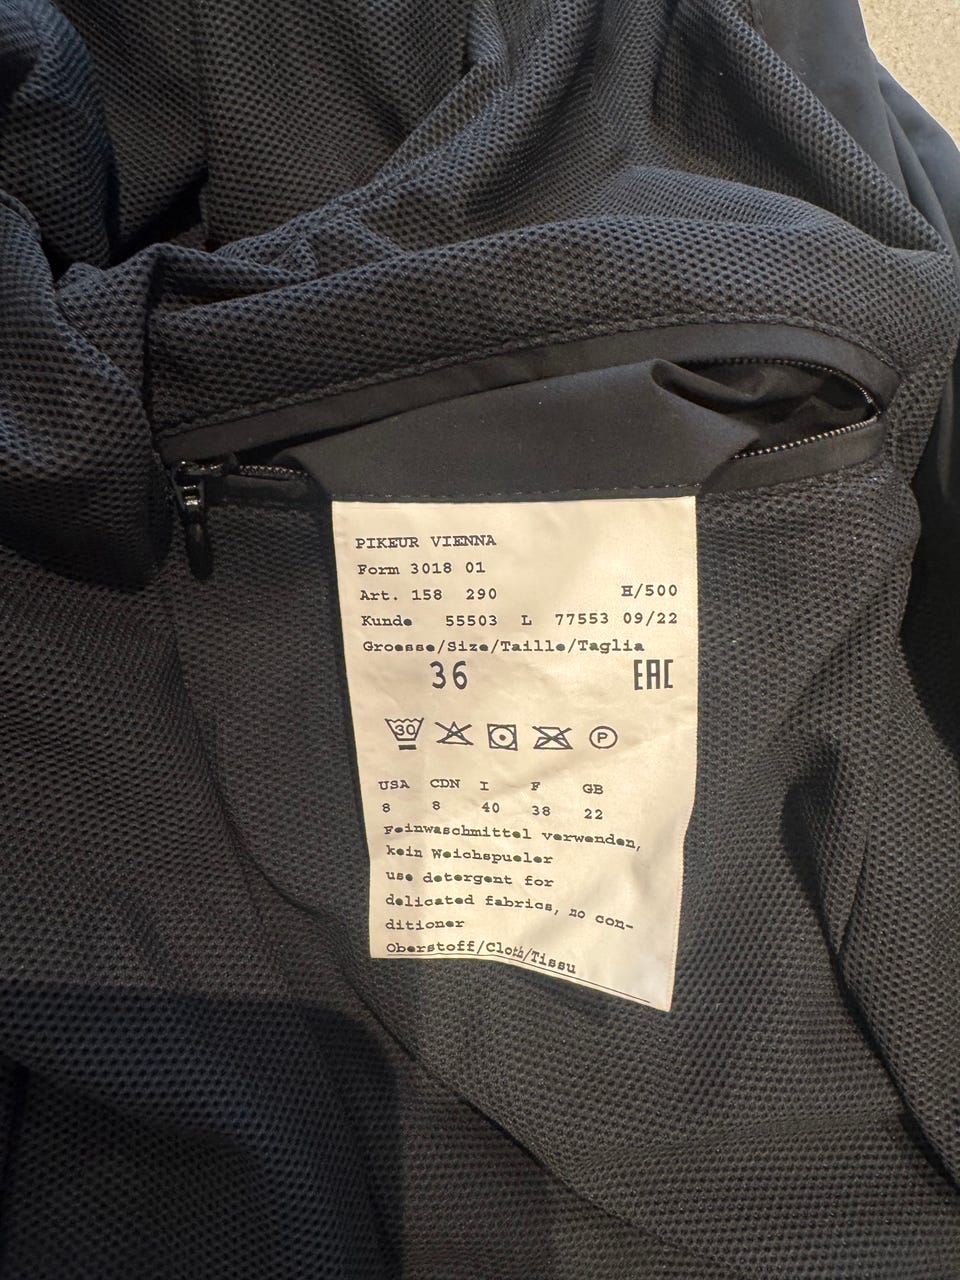 PIKEUR VIENNA
Form 3018 01
Art. 158 290 H/500
Kunde 55503 L 77553 09/22
Groesse/Size/Taille/Taglia
36 EAC
30 P
USA CDN I F GB
8 8 40 38 22
Feinwaschmittel verwenden,
kein Weichspueler
use detergent for
delicated fabrics, no con-
ditioner
Oberstoff/Cloth/Tissu